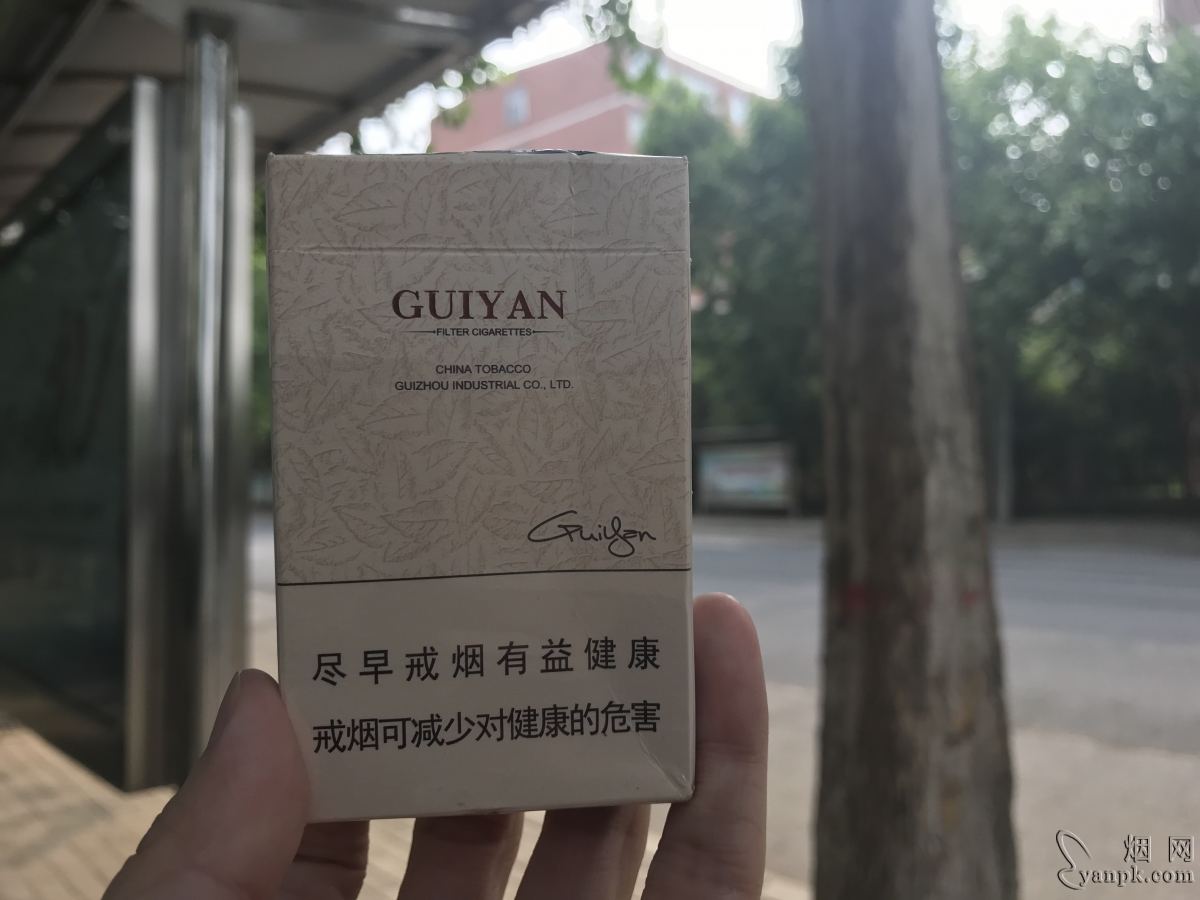 GUIYAN
FILTER CIGARETTES
CHINA TOBACCO
GUIZHOU INDUSTRIAL CO., LTD.
GuiYan
尽早戒烟有益健康
戒烟可减少对健康的危害
烟网
yanpk.com